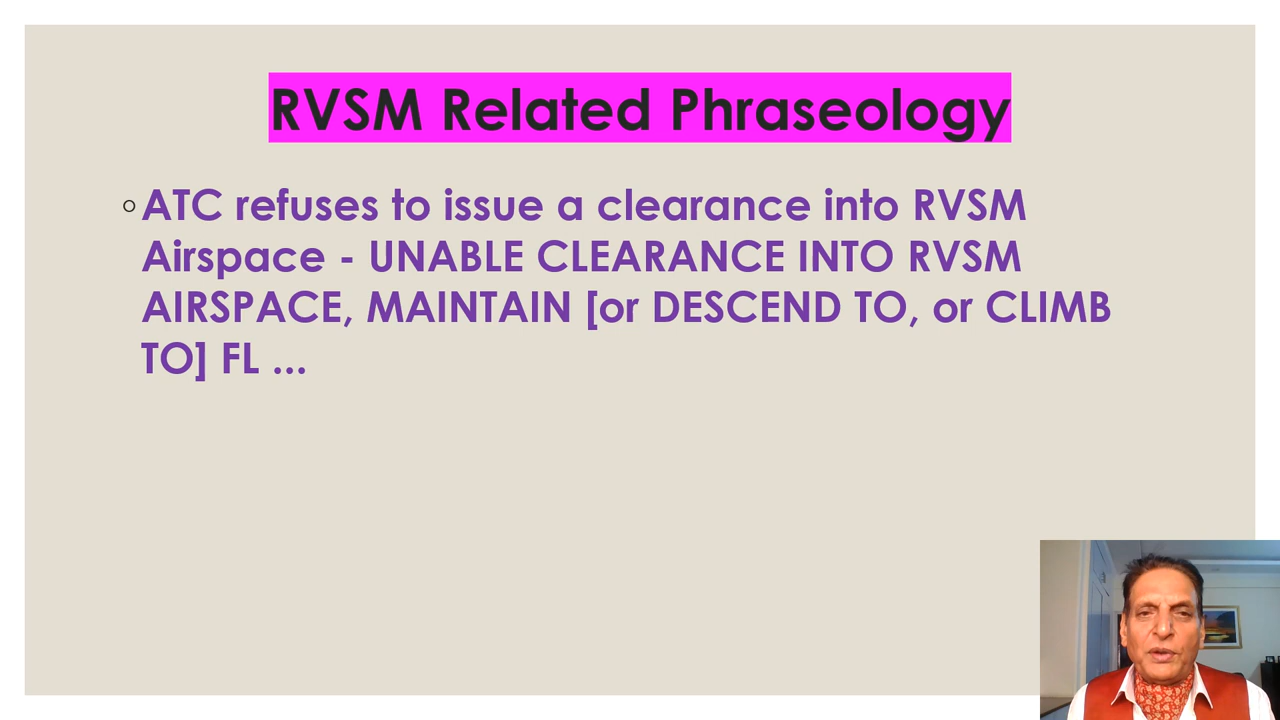 RVSM Related Phraseology
ATC refuses to issue a clearance into RVSM
Airspace - UNABLE CLEARANCE INTO RVSM
AIRSPACE, MAINTAIN [or DESCEND TO, or CLIMB
TO] FL ...